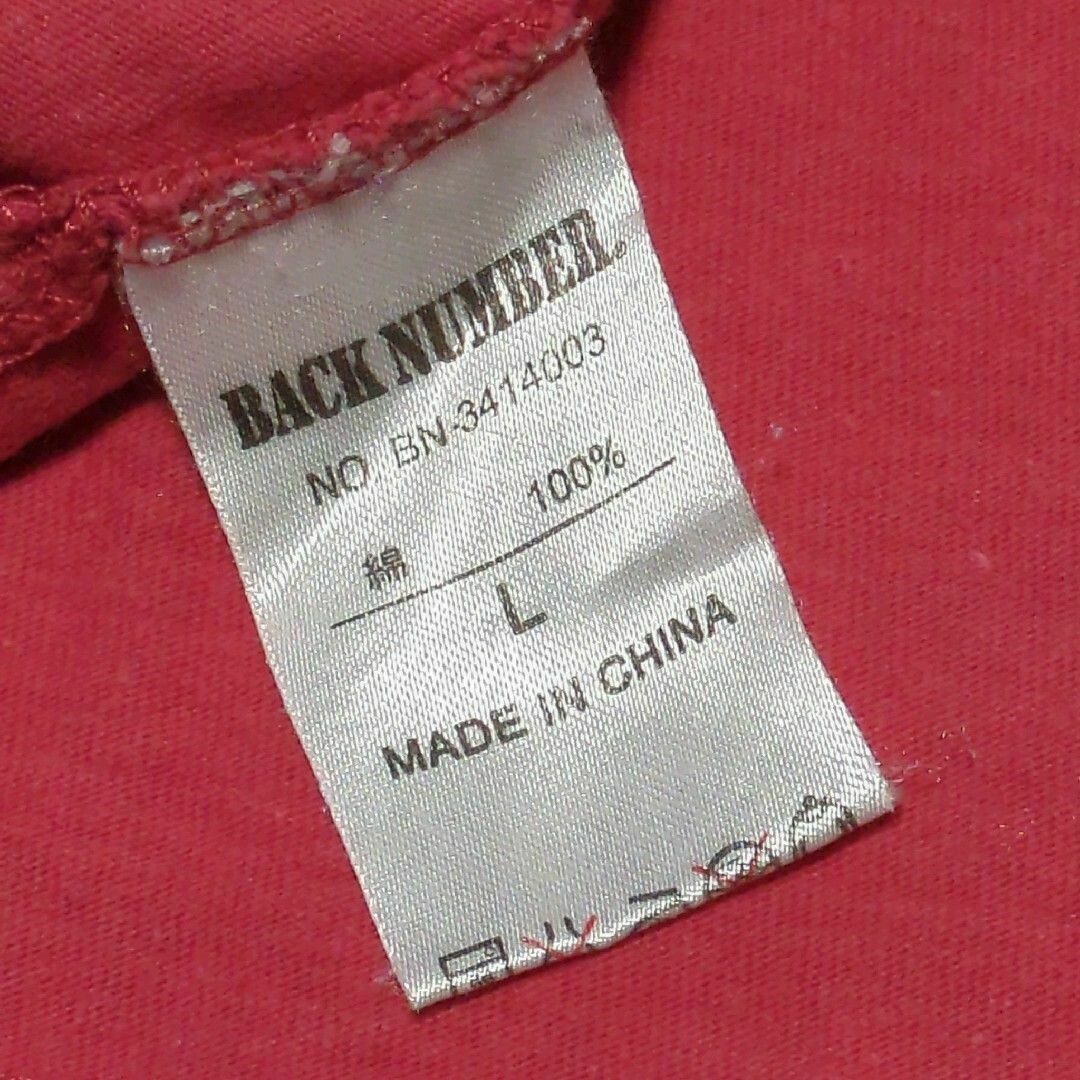 BACK NUMBER.
NO. BN-3414003
綿 100%
L
MADE IN CHINA